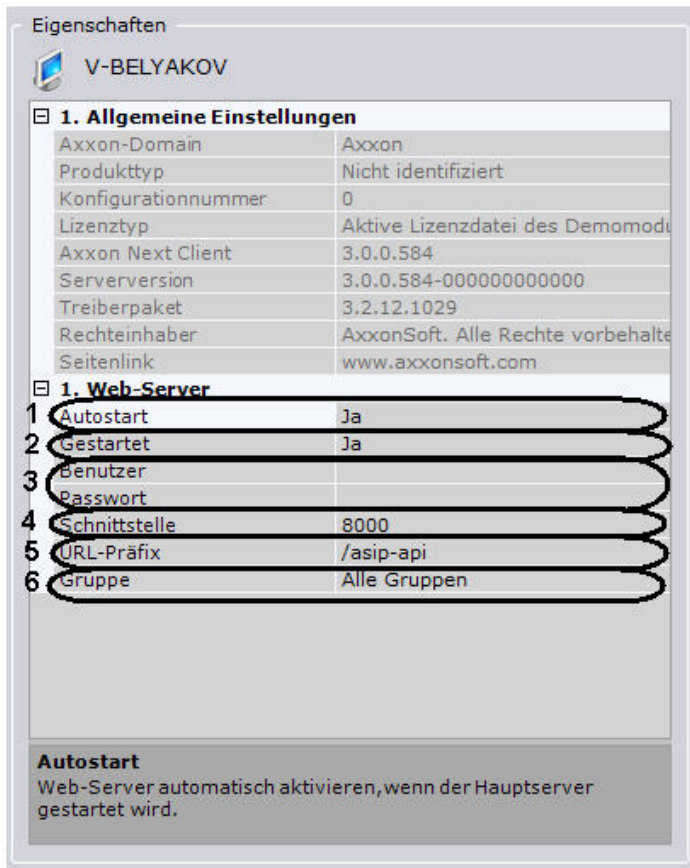 Eigenschaften
V-BELYAKOV
1. Allgemeine Einstellungen
Axxon-Domain Axxon
Produkttyp Nicht identifiziert
Konfigurationnummer 0
Lizenztyp Aktive Lizenzdatei des Demomodu
Axxon Next Client 3.0.0.584
Serverversion 3.0.0.584-000000000000
Treiberpaket 3.2.12.1029
Rechteinhaber AxxonSoft. Alle Rechte vorbehalte
Seitenlink www.axxonsoft.com
1. Web-Server
1 Autostart Ja
2 Gestartet Ja
3 Benutzer
Passwort
4 Schnittstelle 8000
5 URL-Präfix /asip-api
6 Gruppe Alle Gruppen
Autostart
Web-Server automatisch aktivieren, wenn der Hauptserver
gestartet wird.